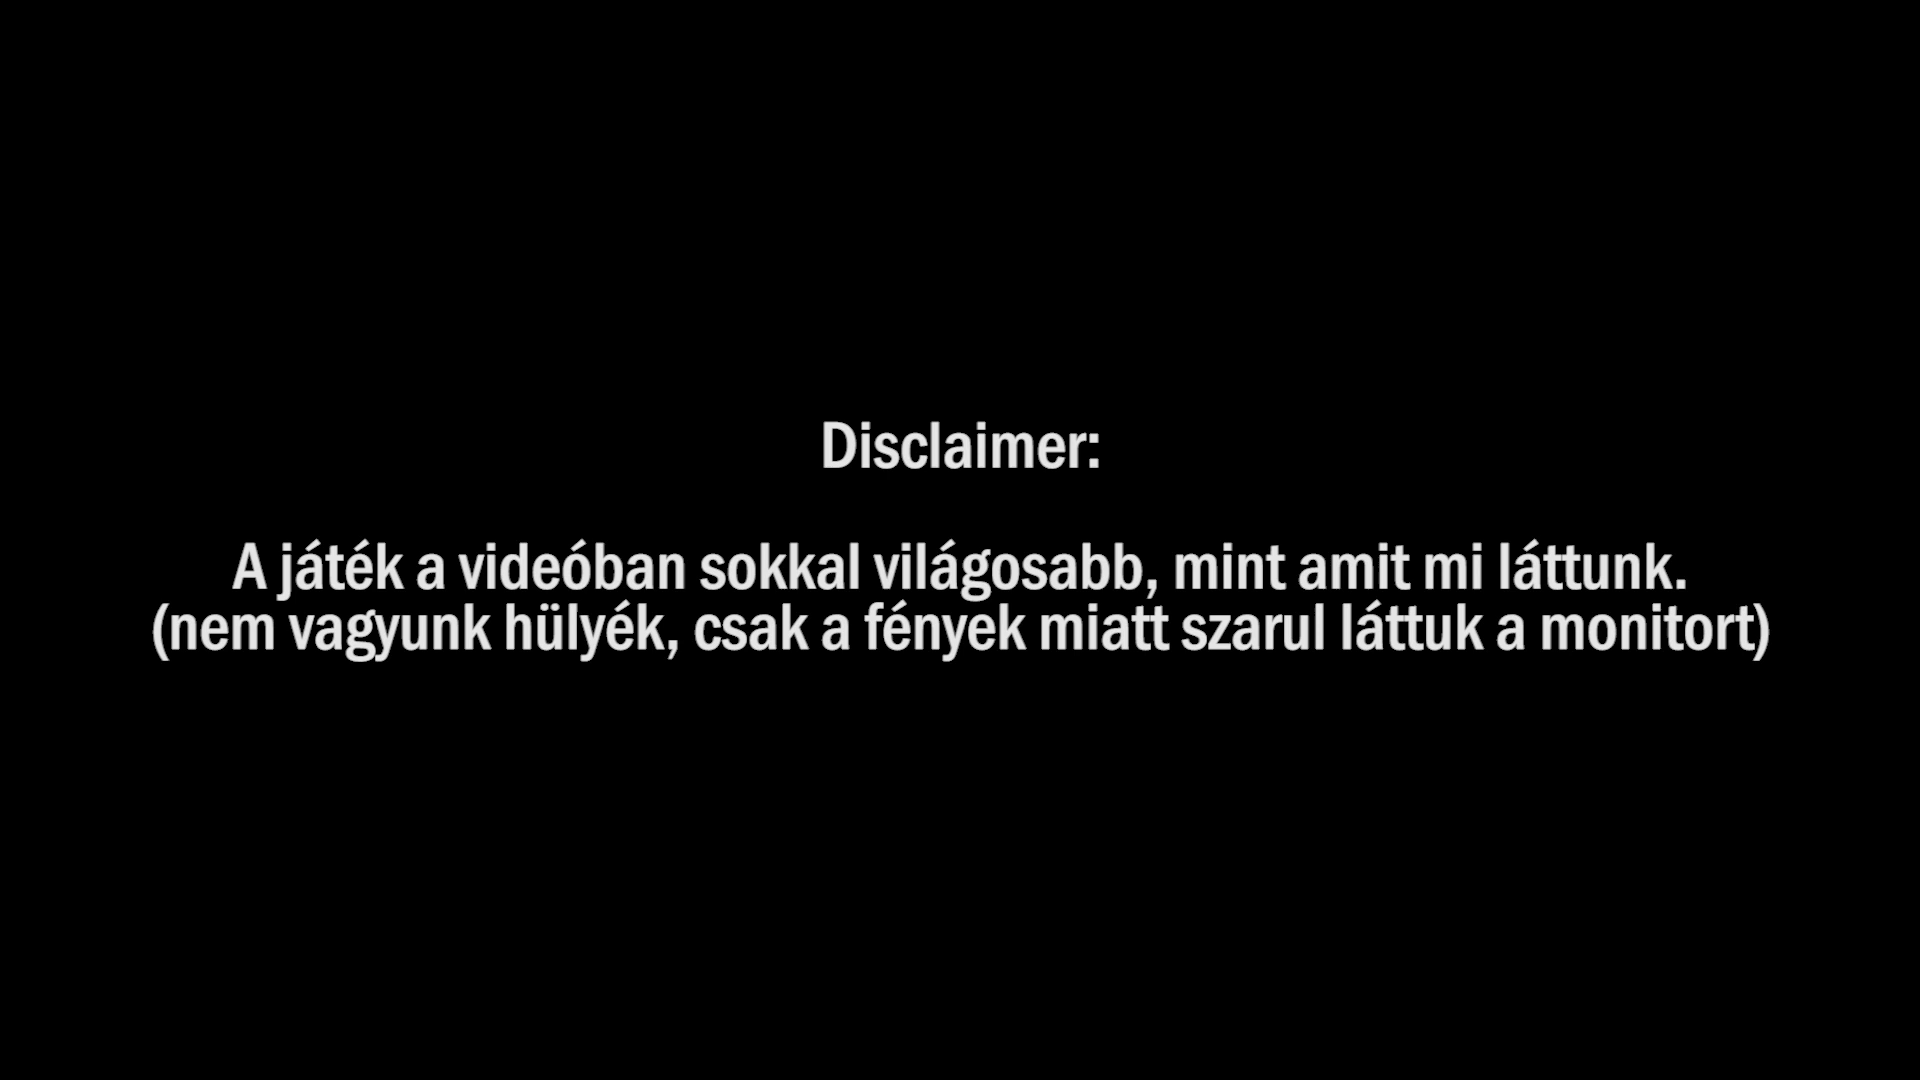 Disclaimer:
A játék a videóban sokkal világosabb, mint amit mi láttunk.
(nem vagyunk hülyék, csak a fények miatt szarul láttuk a monitort)